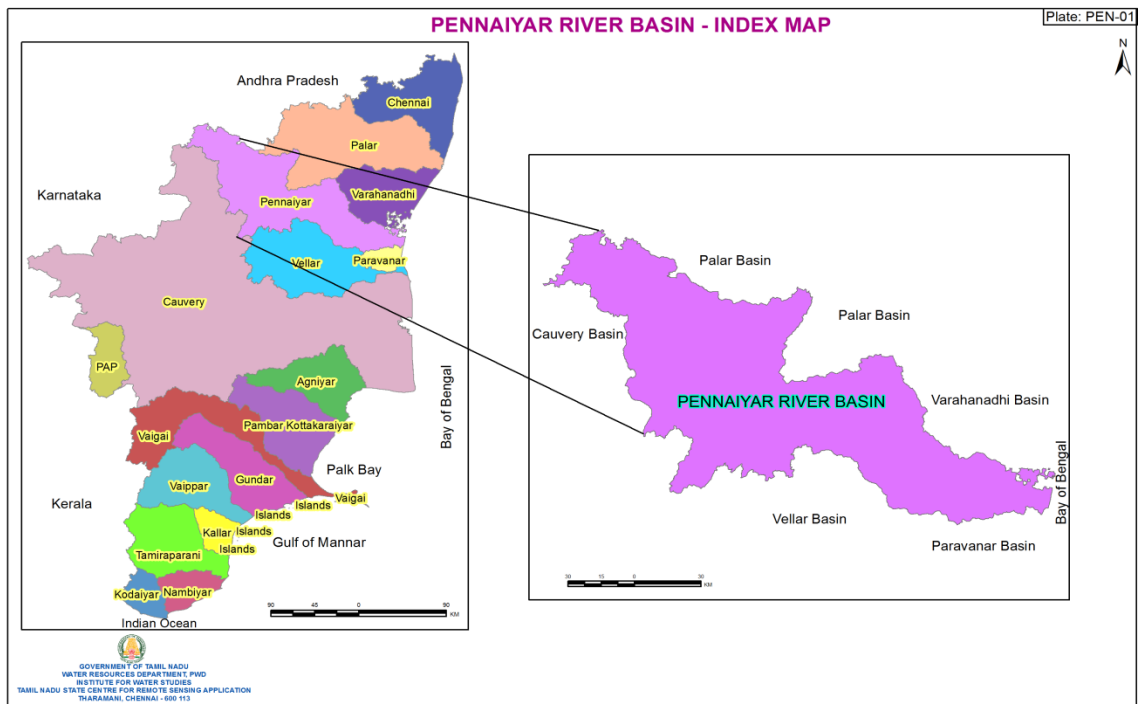 PENNAIYAR RIVER BASIN - INDEX MAP
Plate: PEN-01
N
Andhra Pradesh
Chennai
Palar
Karnataka
Varahanadhi
Pennaiyar
Vellar
Paravanar
Cauvery
PAP
Agniyar
Bay of Bengal
Pambar Kottakaraiyar
Vaigai
Palk Bay
Gundar
Vaippar
Vaigai
Kerala
Islands
Islands
Kallar
Islands
Gulf of Mannar
Islands
Tamiraparani
Kodaiyar
Nambiyar
Indian Ocean
90 45 0 90
KM
Palar Basin
Palar Basin
Cauvery Basin
PENNAIYAR RIVER BASIN
Varahanadhi Basin
Bay of Bengal
Vellar Basin
Paravanar Basin
30 15 0 30
KM
GOVERNMENT OF TAMIL NADU
WATER RESOURCES DEPARTMENT, PWD
INSTITUTE FOR WATER STUDIES
TAMIL NADU STATE CENTRE FOR REMOTE SENSING APPLICATION
THARAMANI, CHENNAI - 600 113